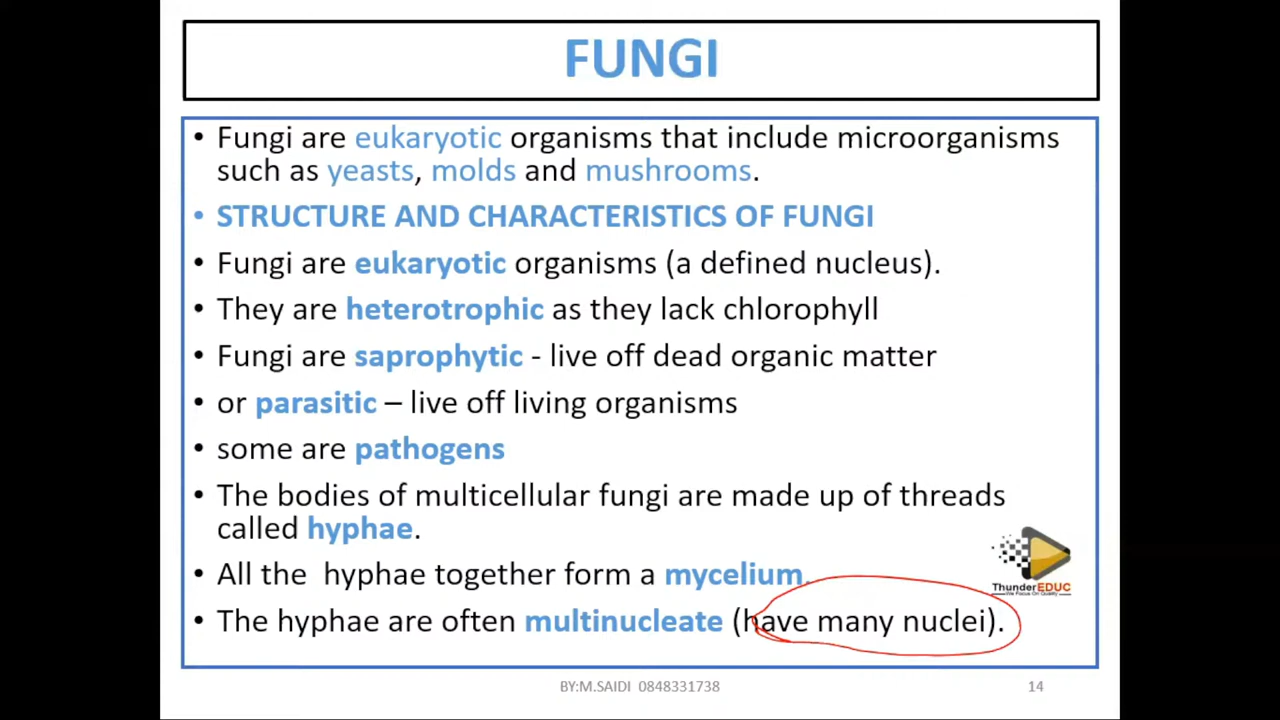 FUNGI
• Fungi are eukaryotic organisms that include microorganisms
such as yeasts, molds and mushrooms.
• STRUCTURE AND CHARACTERISTICS OF FUNGI
• Fungi are eukaryotic organisms (a defined nucleus).
• They are heterotrophic as they lack chlorophyll
• Fungi are saprophytic - live off dead organic matter
• or parasitic – live off living organisms
• some are pathogens
• The bodies of multicellular fungi are made up of threads
called hyphae.
• All the  hyphae together form a mycelium.
• The hyphae are often multinucleate (have many nuclei).
ThunderEDUC
We Focus On Quality
BY:M.SAIDI  0848331738
14